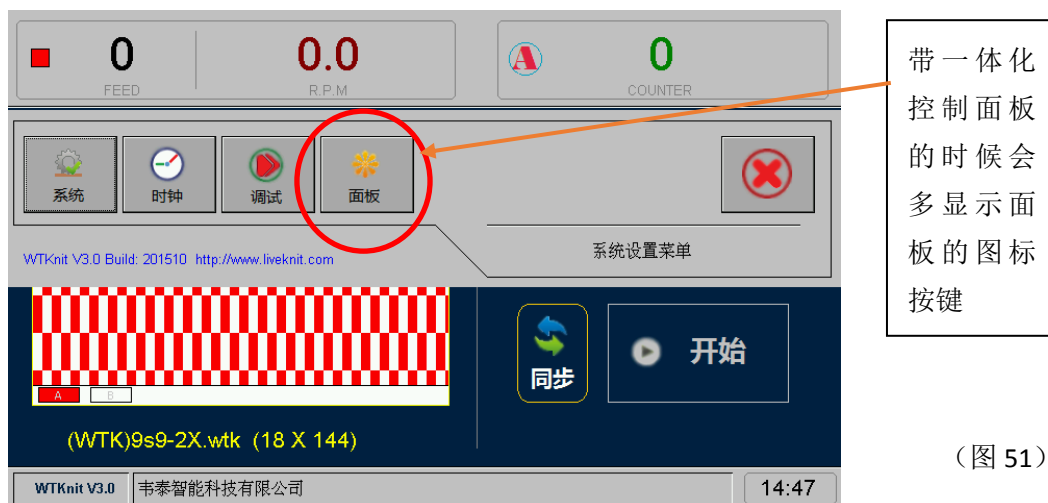 0
FEED
0.0
R.P.M
A
0
COUNTER
系统
时钟
调试
面板
WTKnit V3.0 Build: 201510 http://www.liveknit.com
系统设置菜单
A
B
同步
开始
(WTK)9s9-2X.wtk (18 X 144)
WTKnit V3.0
韦泰智能科技有限公司
14:47
带一体化
控制面板
的时候会
多显示面
板的图标
按键
（图 51）